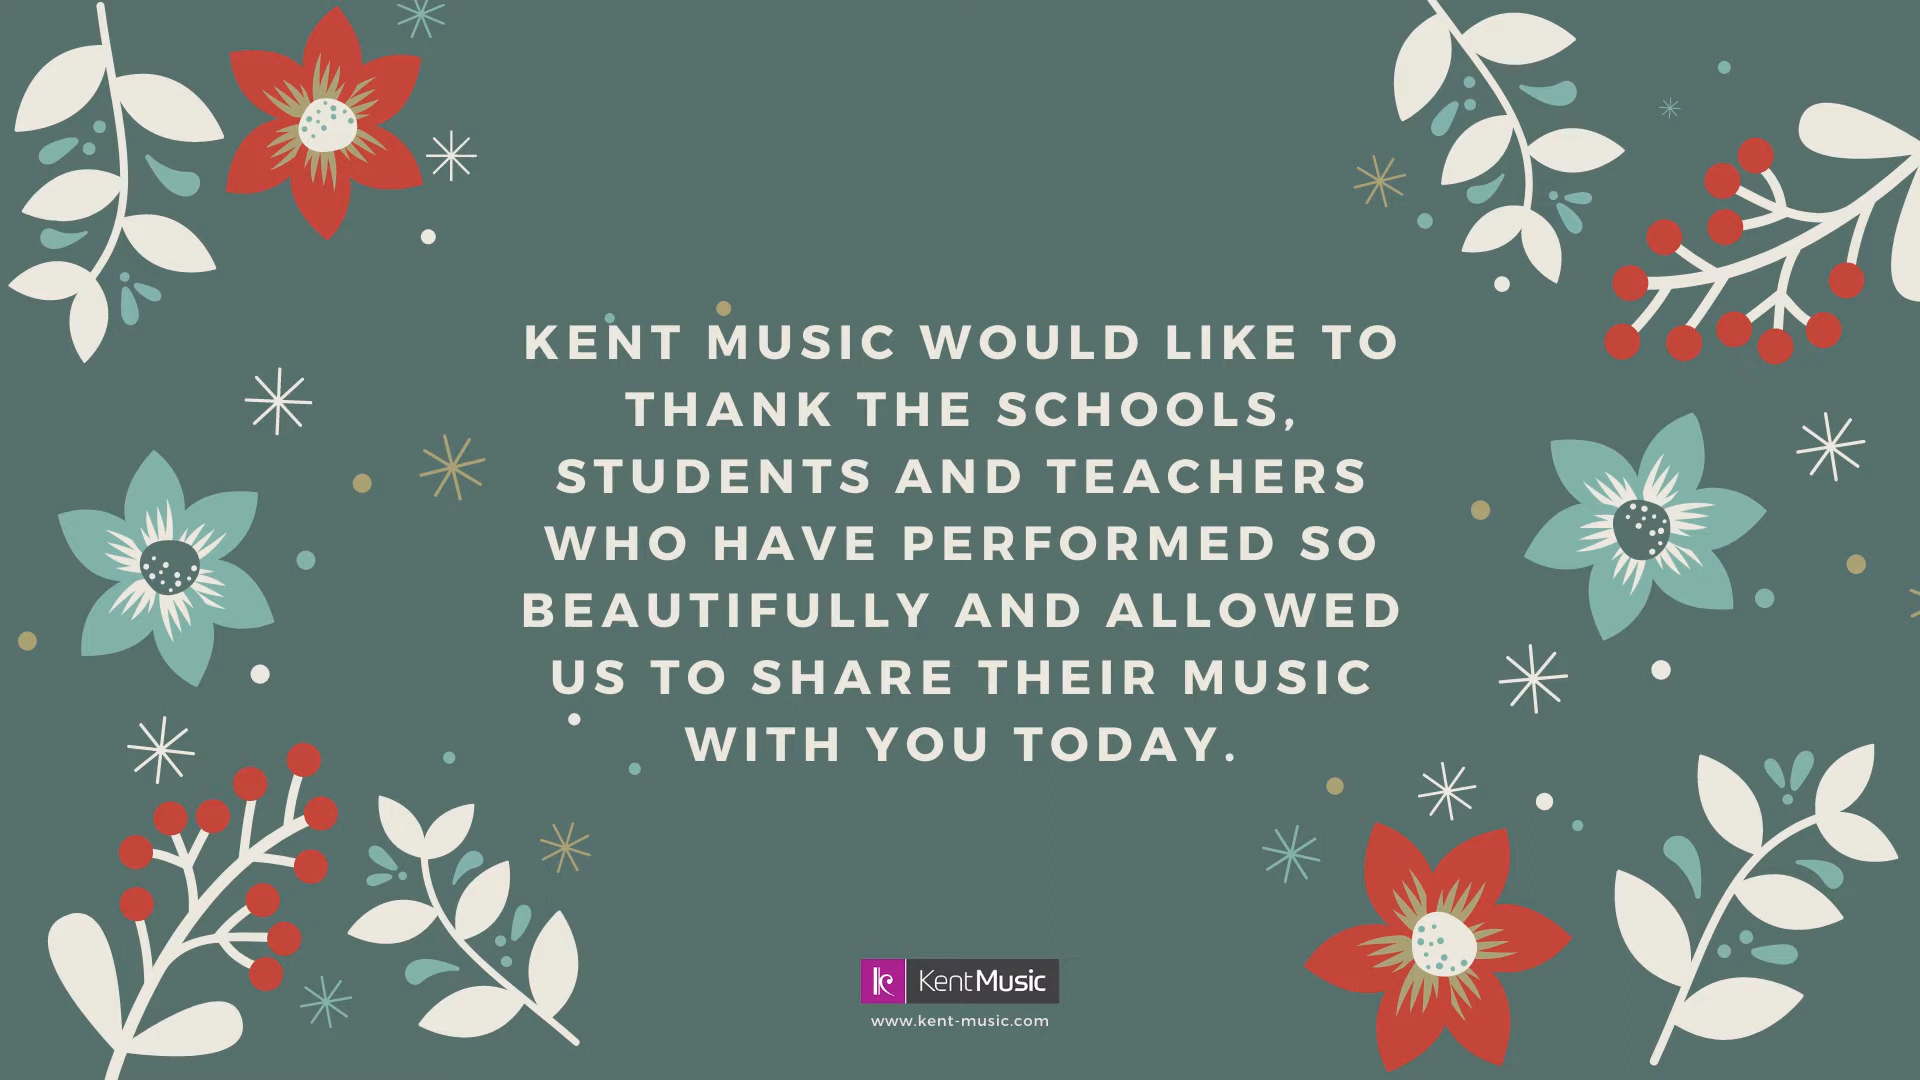 KENT MUSIC WOULD LIKE TO
THANK THE SCHOOLS,
STUDENTS AND TEACHERS
WHO HAVE PERFORMED SO
BEAUTIFULLY AND ALLOWED
US TO SHARE THEIR MUSIC
WITH YOU TODAY.
k KentMusic
www.kent-music.com